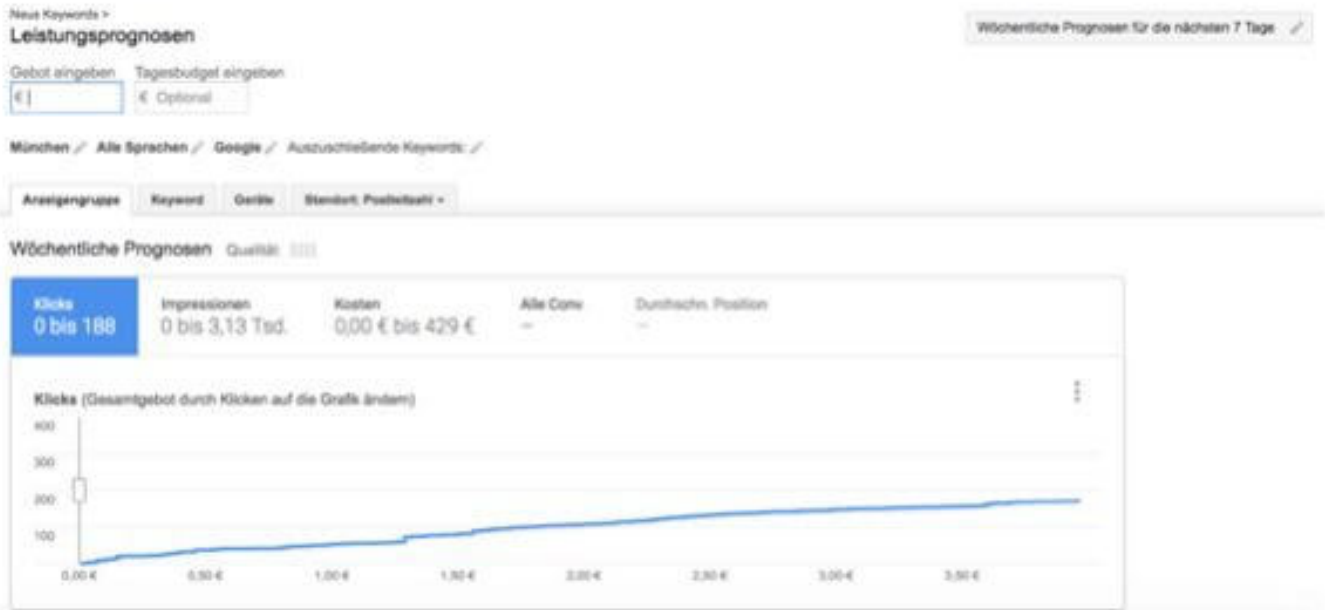 Neue Keywords >
Leistungsprognosen
Wöchentliche Prognosen für die nächsten 7 Tage
Gebot eingeben Tagesbudget eingeben
€ € Optional
München Alle Sprachen Google Auszuschließende Keywords:
Anzeigengruppe Keyword Geräte Standort: Postleitzahl
Wöchentliche Prognosen Qualität:
Klicks Impressionen Kosten Alle Conv Durchschn. Position
0 bis 188 0 bis 3,13 Tsd. 0,00 € bis 429 € – –
Klicks (Gesamtgebot durch Klicken auf die Grafik ändern)
400
300
200
100
0,00 € 0,50 € 1,00 € 1,50 € 2,00 € 2,50 € 3,00 € 3,50 €